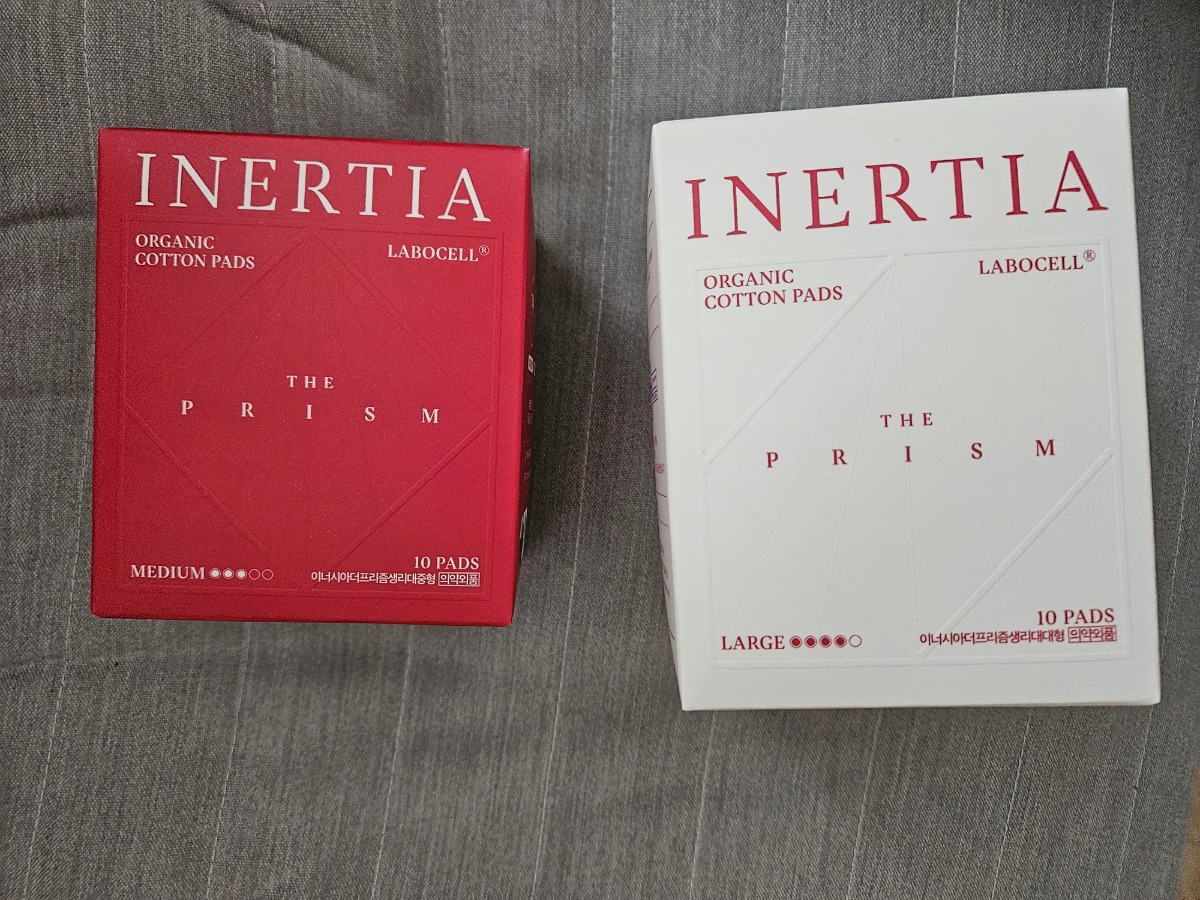 INERTIA
ORGANIC
COTTON PADS
LABOCELL®
THE
PRISM
MEDIUM
10 PADS
이너시아더프리즘생리대중형 의약외품
INERTIA
ORGANIC
COTTON PADS
LABOCELL®
THE
PRISM
LARGE
10 PADS
이너시아더프리즘생리대대형 의약외품